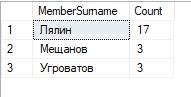 MemberSurname Count
1 Лялин 17
2 Мещанов 3
3 Угроватов 3